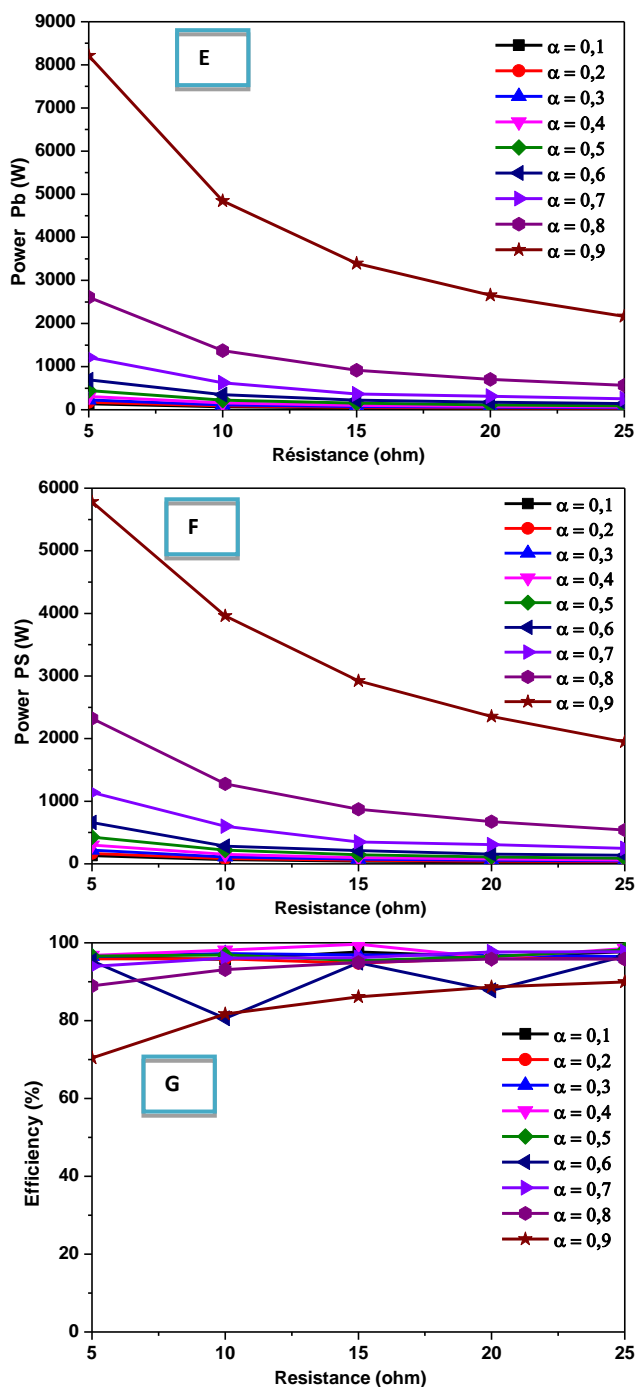 E
9000
8000
7000
6000
5000
4000
3000
2000
1000
0
Power Pb (W)
α = 0,1
α = 0,2
α = 0,3
α = 0,4
α = 0,5
α = 0,6
α = 0,7
α = 0,8
α = 0,9
5 10 15 20 25
Résistance (ohm)
F
6000
5000
4000
3000
2000
1000
0
Power PS (W)
α = 0,1
α = 0,2
α = 0,3
α = 0,4
α = 0,5
α = 0,6
α = 0,7
α = 0,8
α = 0,9
5 10 15 20 25
Resistance (ohm)
100
80
60
40
20
0
Efficiency (%)
G
α = 0,1
α = 0,2
α = 0,3
α = 0,4
α = 0,5
α = 0,6
α = 0,7
α = 0,8
α = 0,9
5 10 15 20 25
Resistance (ohm)